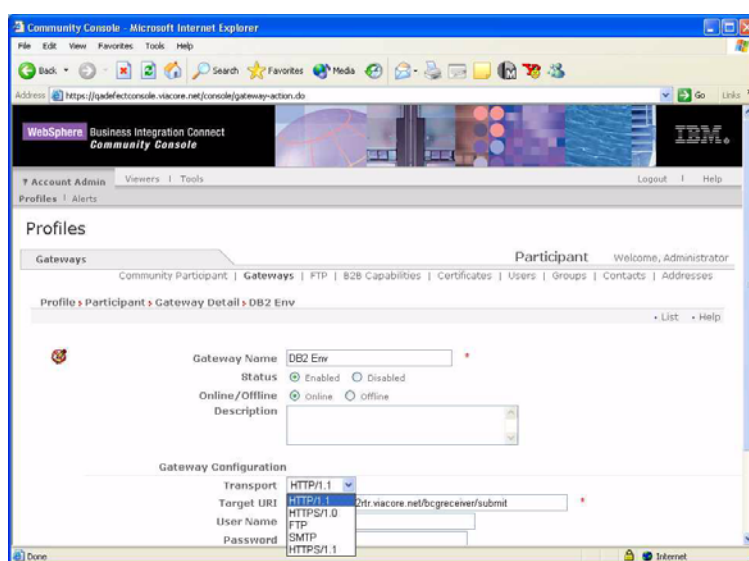 Community Console - Microsoft Internet Explorer
File Edit View Favorites Tools Help
Back Search Favorites Media
Address https://qadefectconsole.viacore.net/console/gateway-action.do Go Links
WebSphere Business Integration Connect
Community Console
IBM
Account Admin Viewers | Tools Logout | Help
Profiles | Alerts
Profiles
Gateways Participant Welcome, Administrator
Community Participant | Gateways | FTP | B2B Capabilities | Certificates | Users | Groups | Contacts | Addresses
Profile › Participant › Gateway Detail › DB2 Env
• List • Help
Gateway Name DB2 Env *
Status Enabled Disabled
Online/Offline Online Offline
Description
Gateway Configuration
Transport HTTP/1.1
Target URI 2rtr.viacore.net/bcgreceiver/submit *
User Name
Password
HTTP/1.1
HTTPS/1.0
FTP
SMTP
HTTPS/1.1
Done Internet